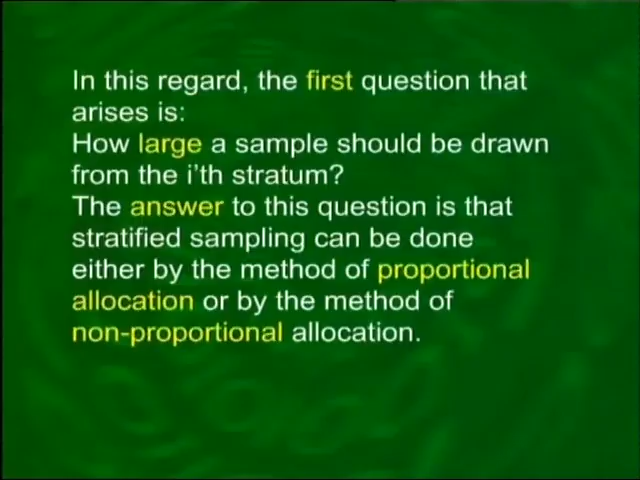 In this regard, the first question that
arises is:
How large a sample should be drawn
from the i'th stratum?
The answer to this question is that
stratified sampling can be done
either by the method of proportional
allocation or by the method of
non-proportional allocation.